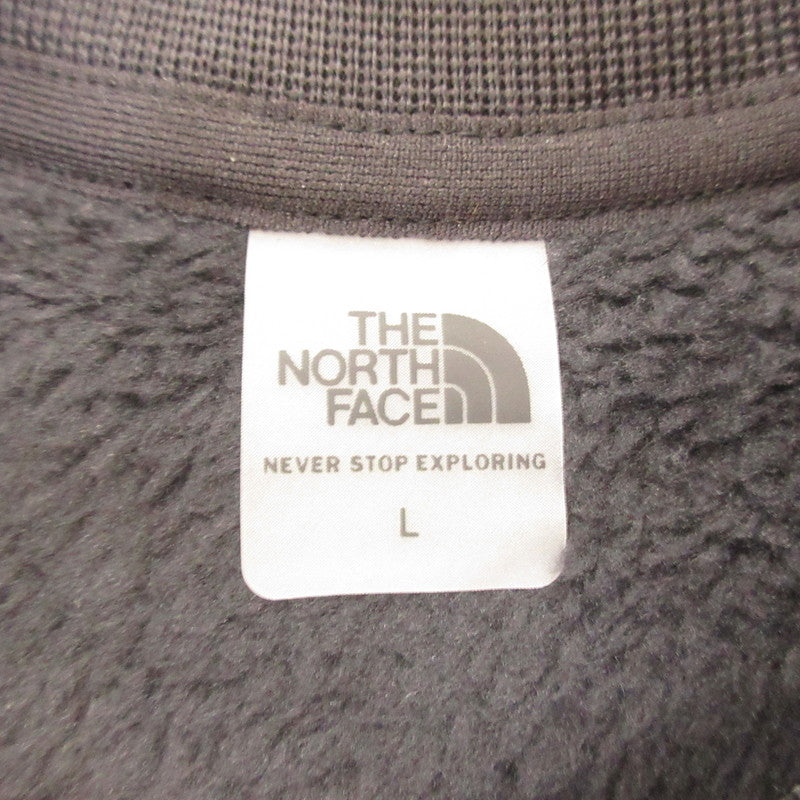 THE
NORTH
FACE
NEVER STOP EXPLORING
L